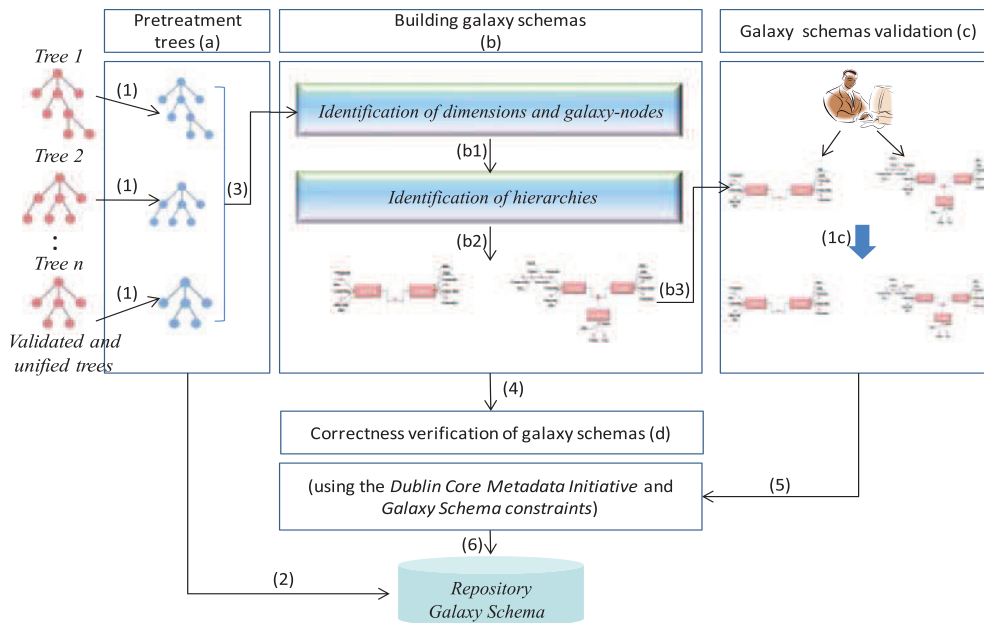 Pretreatment
trees (a)
Building galaxy schemas
(b)
Galaxy schemas validation (c)
Tree 1
(1)
Tree 2
(1)
:
Tree n
(1)
Validated and
unified trees
(3)
Identification of dimensions and galaxy-nodes
(b1)
Identification of hierarchies
(b2)
(b3)
(1c)
(4)
Correctness verification of galaxy schemas (d)
(using the Dublin Core Metadata Initiative and
Galaxy Schema constraints)
(5)
(6)
(2)
Repository
Galaxy Schema